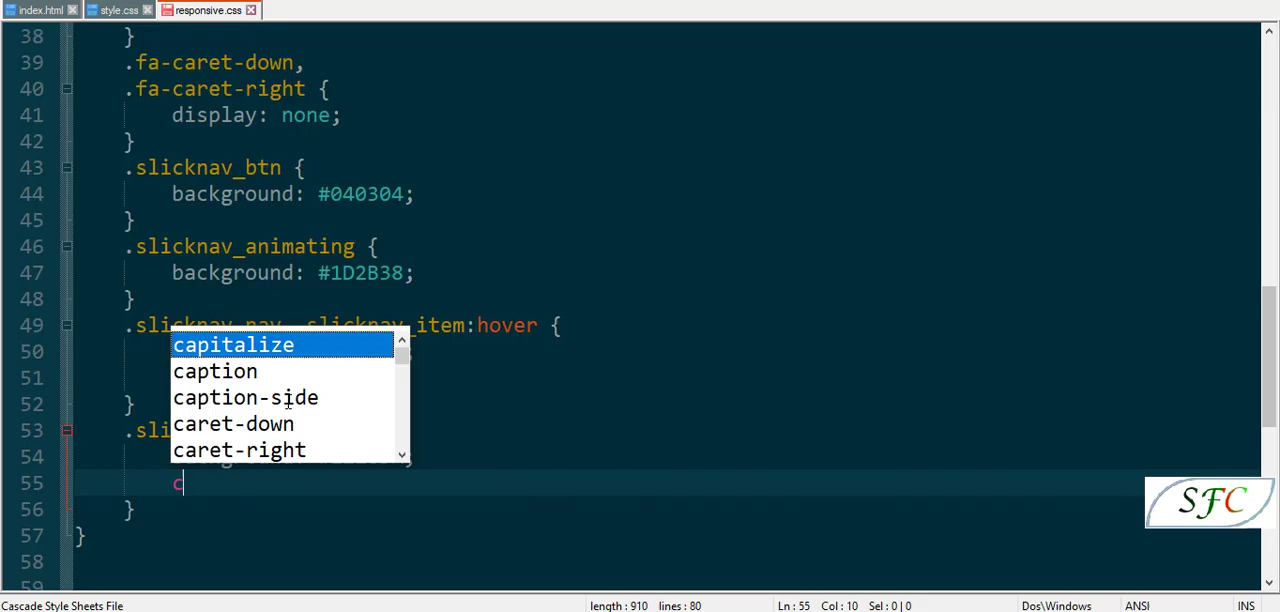 index.html style.css responsive.css
38 }
39 .fa-caret-down,
40 .fa-caret-right {
41 display: none;
42 }
43 .slicknav_btn {
44 background: #040304;
45 }
46 .slicknav_animating {
47 background: #1D2B38;
48 }
49 .slicknav_nav .slicknav_item:hover {
50
capitalize
51
caption
52 }
caption-side
53 .sli
caret-down
54
caret-right
55 c
56 }
57 }
58
59
SFC
Cascade Style Sheets File length : 910 lines : 80 Ln : 55 Col : 10 Sel : 0 | 0 Dos\Windows ANSI INS